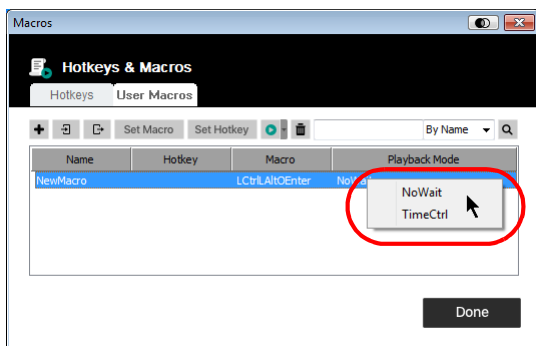 Macros
Hotkeys & Macros
Hotkeys User Macros
Set Macro Set Hotkey By Name
Name Hotkey Macro Playback Mode
NewMacro LCtrlLAltOEnter NoWait
NoWait
TimeCtrl
Done